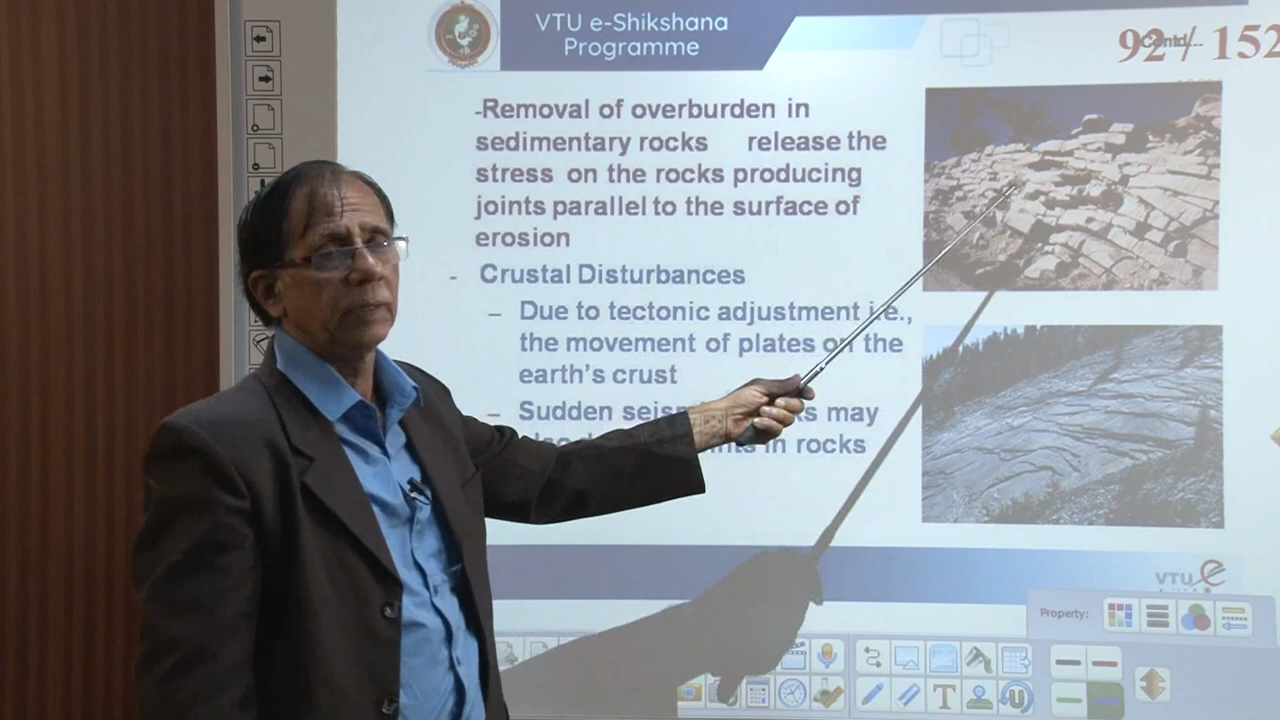 VTU e-Shikshana
Programme
92 / 152
Contd...
-Removal of overburden in
sedimentary rocks release the
stress on the rocks producing
joints parallel to the surface of
erosion
- Crustal Disturbances
– Due to tectonic adjustment i.e.,
the movement of plates on the
earth's crust
– Sudden may
in rocks
VTU e
Property:
T